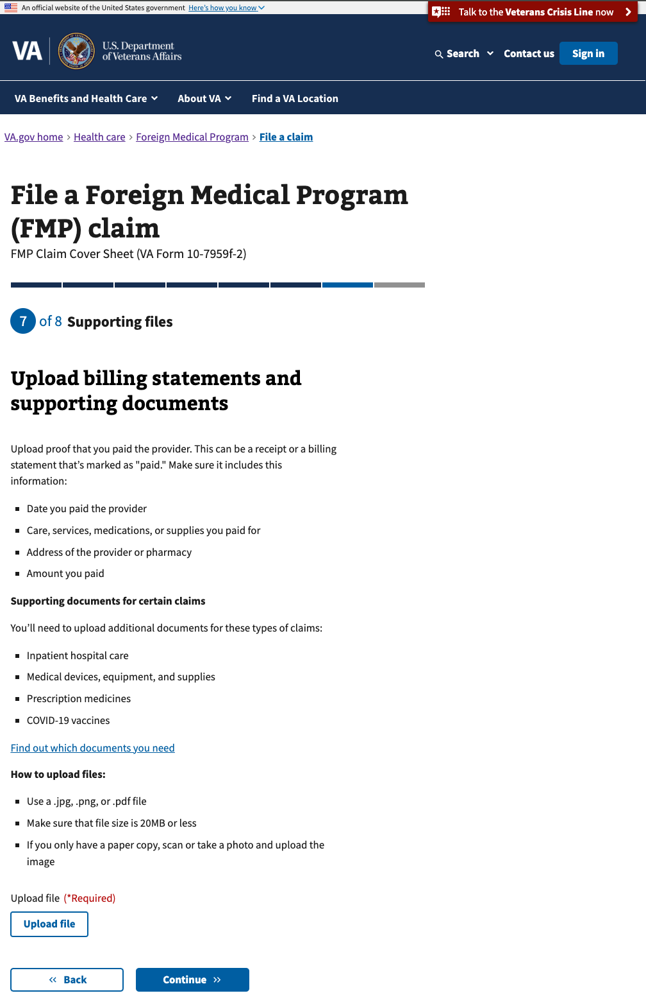 An official website of the United States government Here's how you know
Talk to the Veterans Crisis Line now
VA
U.S. Department
of Veterans Affairs
Search
Contact us
Sign in
VA Benefits and Health Care
About VA
Find a VA Location
VA.gov home › Health care › Foreign Medical Program › File a claim
File a Foreign Medical Program
(FMP) claim
FMP Claim Cover Sheet (VA Form 10-7959f-2)
7 of 8 Supporting files
Upload billing statements and
supporting documents
Upload proof that you paid the provider. This can be a receipt or a billing
statement that’s marked as "paid." Make sure it includes this
information:
Date you paid the provider
Care, services, medications, or supplies you paid for
Address of the provider or pharmacy
Amount you paid
Supporting documents for certain claims
You’ll need to upload additional documents for these types of claims:
Inpatient hospital care
Medical devices, equipment, and supplies
Prescription medicines
COVID-19 vaccines
Find out which documents you need
How to upload files:
Use a .jpg, .png, or .pdf file
Make sure that file size is 20MB or less
If you only have a paper copy, scan or take a photo and upload the
image
Upload file (*Required)
Upload file
Back
Continue